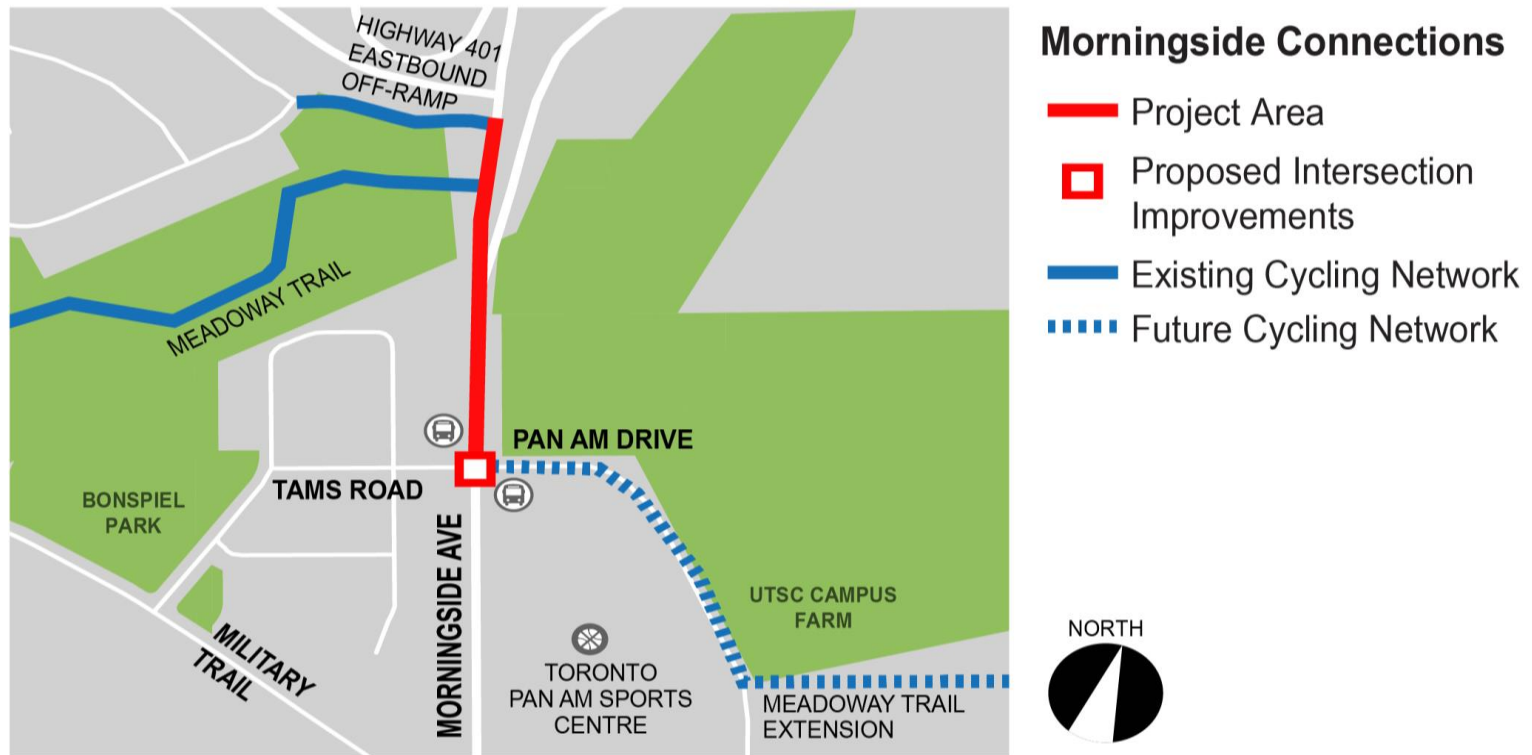 HIGHWAY 401
EASTBOUND
OFF-RAMP
MEADOWAY TRAIL
PAN AM DRIVE
TAMS ROAD
BONSPIEL
PARK
MORNINGSIDE AVE
UTSC CAMPUS
FARM
MILITARY
TRAIL
TORONTO
PAN AM SPORTS
CENTRE
MEADOWAY TRAIL
EXTENSION
Morningside Connections
Project Area
Proposed Intersection
Improvements
Existing Cycling Network
Future Cycling Network
NORTH